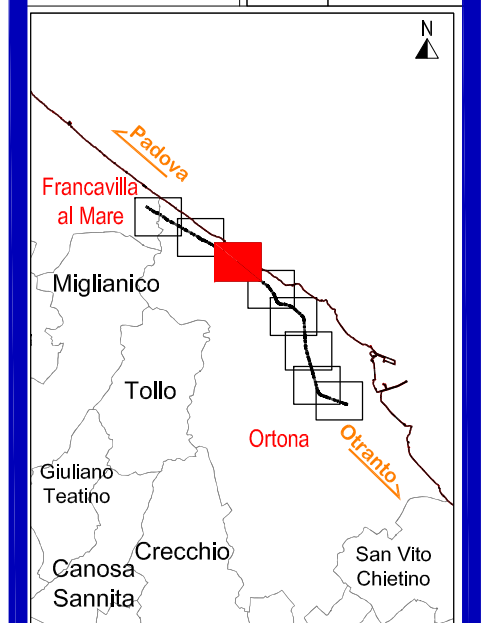 N
Padova
Francavilla
al Mare
Miglianico
Tollo
Ortona
Otranto
Giuliano
Teatino
Crecchio
San Vito
Chietino
Canosa
Sannita